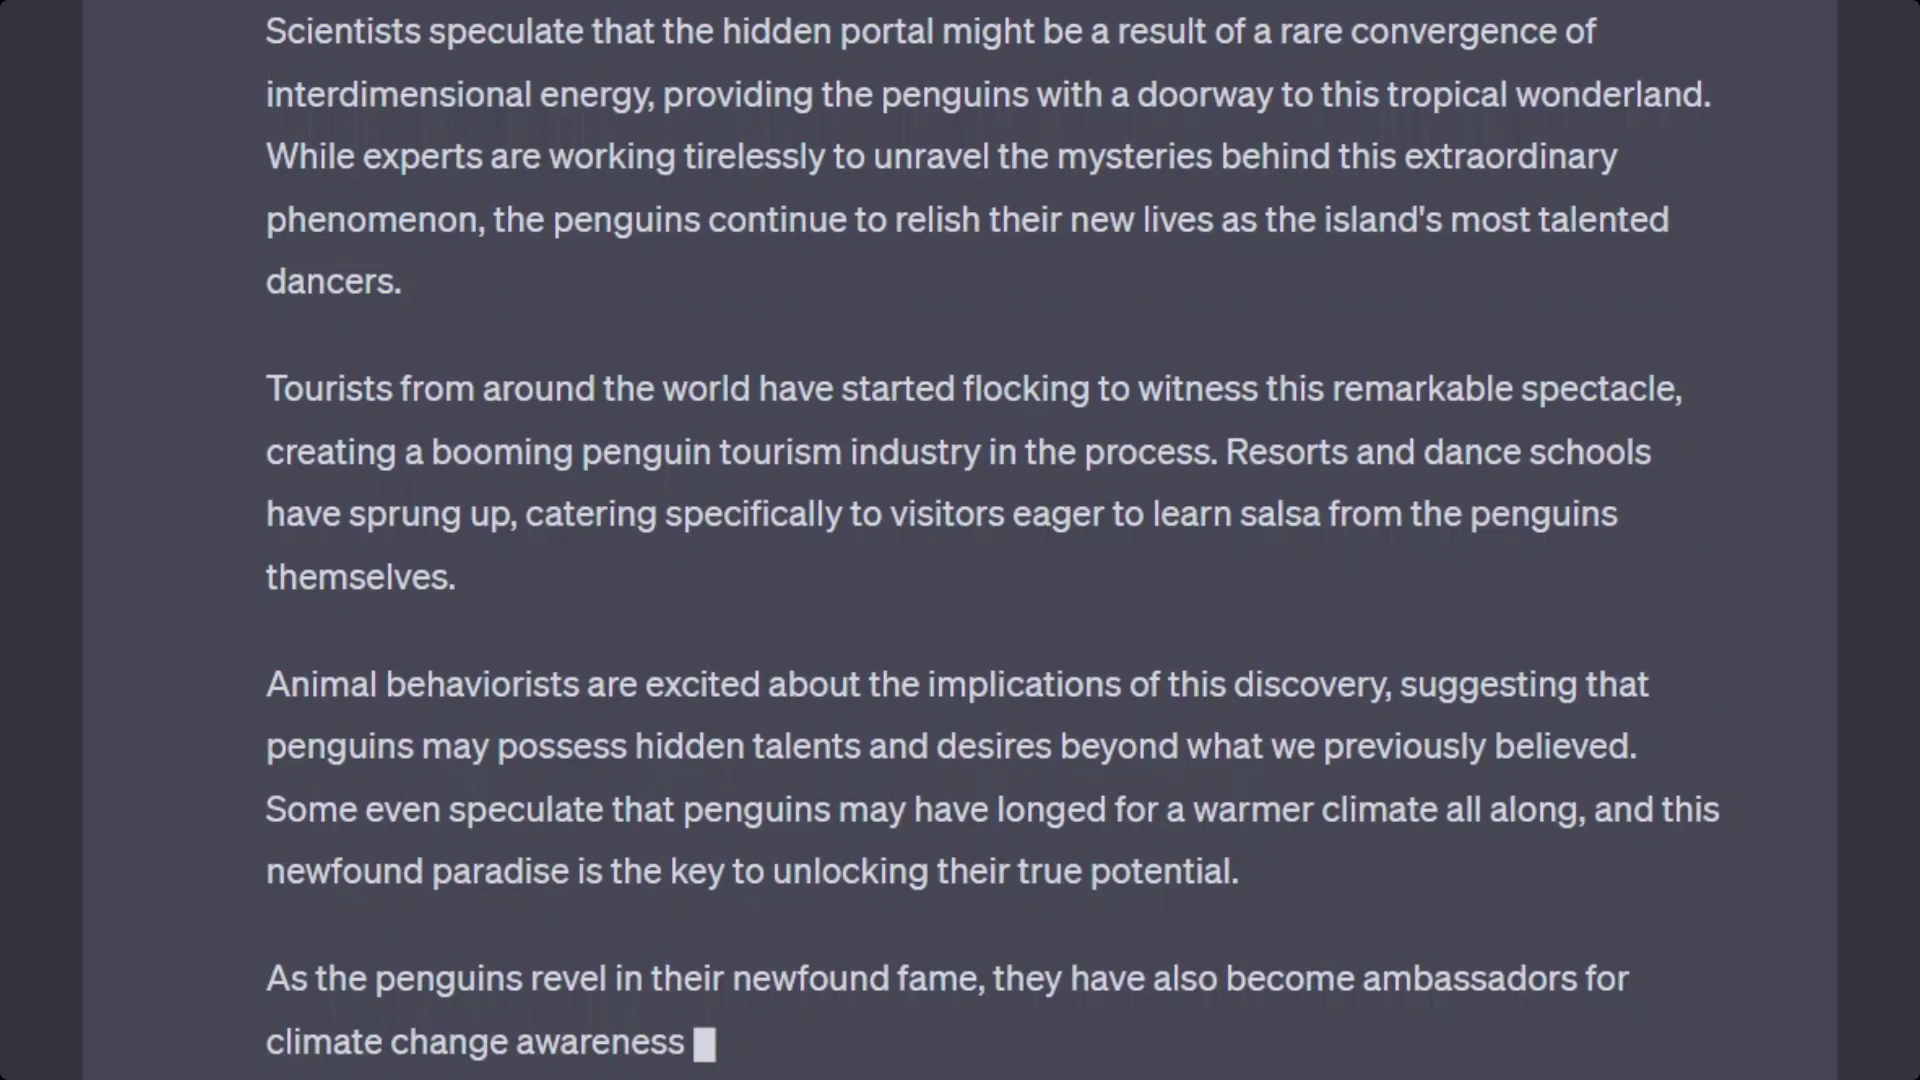 Scientists speculate that the hidden portal might be a result of a rare convergence of
interdimensional energy, providing the penguins with a doorway to this tropical wonderland.
While experts are working tirelessly to unravel the mysteries behind this extraordinary
phenomenon, the penguins continue to relish their new lives as the island's most talented
dancers.
Tourists from around the world have started flocking to witness this remarkable spectacle,
creating a booming penguin tourism industry in the process. Resorts and dance schools
have sprung up, catering specifically to visitors eager to learn salsa from the penguins
themselves.
Animal behaviorists are excited about the implications of this discovery, suggesting that
penguins may possess hidden talents and desires beyond what we previously believed.
Some even speculate that penguins may have longed for a warmer climate all along, and this
newfound paradise is the key to unlocking their true potential.
As the penguins revel in their newfound fame, they have also become ambassadors for
climate change awareness